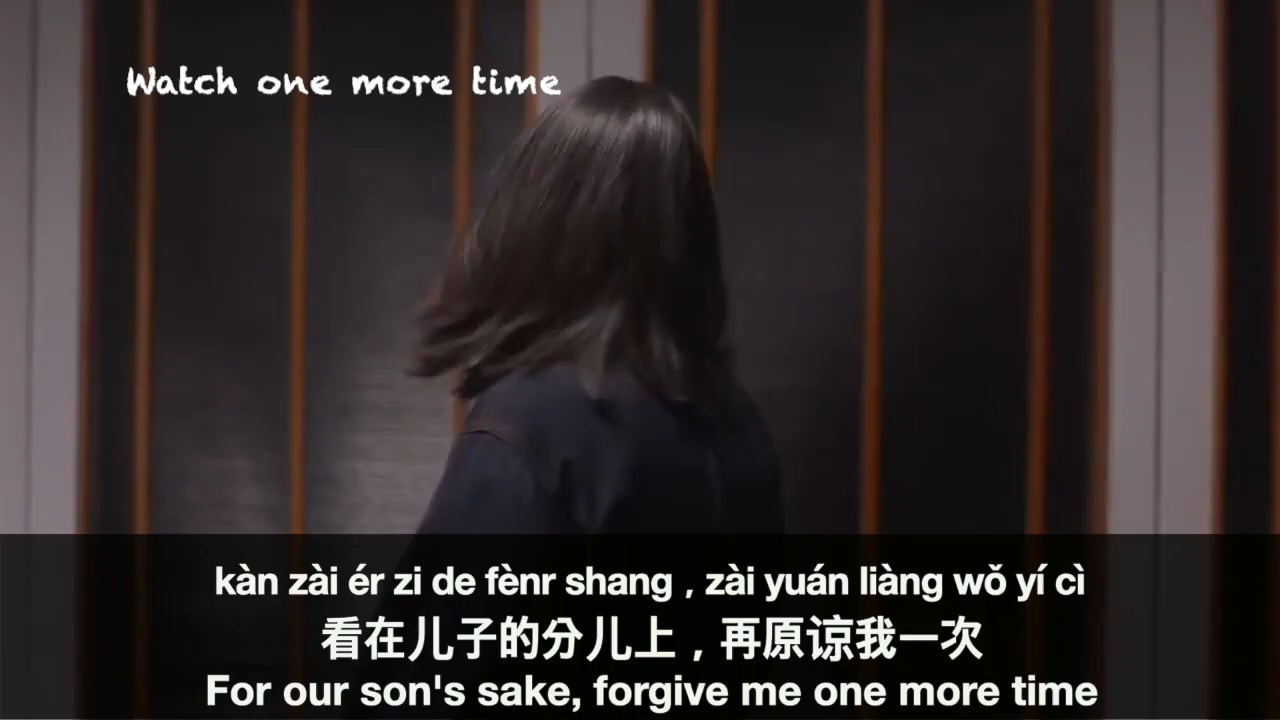 Watch one more time
kàn zài ér zi de fènr shang , zài yuán liàng wǒ yí cì
看在儿子的分儿上，再原谅我一次
For our son's sake, forgive me one more time